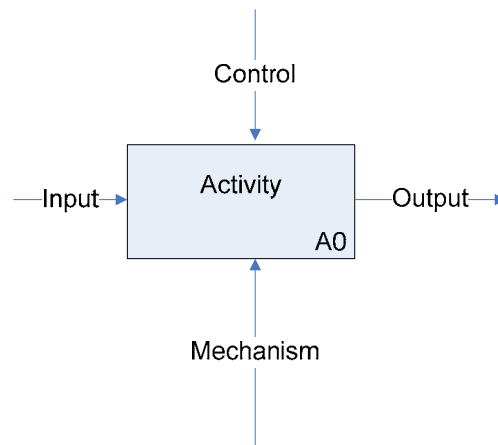 Control
Activity
Input
Output
A0
Mechanism